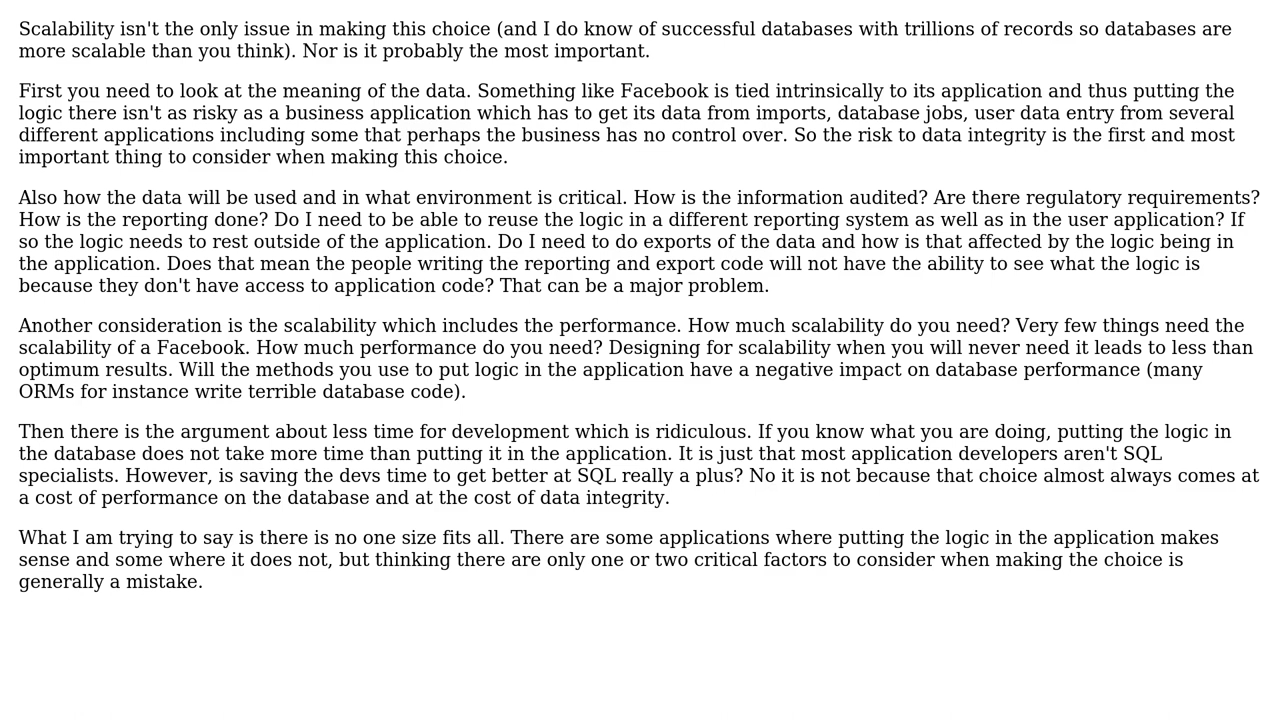 Scalability isn't the only issue in making this choice (and I do know of successful databases with trillions of records so databases are
more scalable than you think). Nor is it probably the most important.
First you need to look at the meaning of the data. Something like Facebook is tied intrinsically to its application and thus putting the
logic there isn't as risky as a business application which has to get its data from imports, database jobs, user data entry from several
different applications including some that perhaps the business has no control over. So the risk to data integrity is the first and most
important thing to consider when making this choice.
Also how the data will be used and in what environment is critical. How is the information audited? Are there regulatory requirements?
How is the reporting done? Do I need to be able to reuse the logic in a different reporting system as well as in the user application? If
so the logic needs to rest outside of the application. Do I need to do exports of the data and how is that affected by the logic being in
the application. Does that mean the people writing the reporting and export code will not have the ability to see what the logic is
because they don't have access to application code? That can be a major problem.
Another consideration is the scalability which includes the performance. How much scalability do you need? Very few things need the
scalability of a Facebook. How much performance do you need? Designing for scalability when you will never need it leads to less than
optimum results. Will the methods you use to put logic in the application have a negative impact on database performance (many
ORMs for instance write terrible database code).
Then there is the argument about less time for development which is ridiculous. If you know what you are doing, putting the logic in
the database does not take more time than putting it in the application. It is just that most application developers aren't SQL
specialists. However, is saving the devs time to get better at SQL really a plus? No it is not because that choice almost always comes at
a cost of performance on the database and at the cost of data integrity.
What I am trying to say is there is no one size fits all. There are some applications where putting the logic in the application makes
sense and some where it does not, but thinking there are only one or two critical factors to consider when making the choice is
generally a mistake.